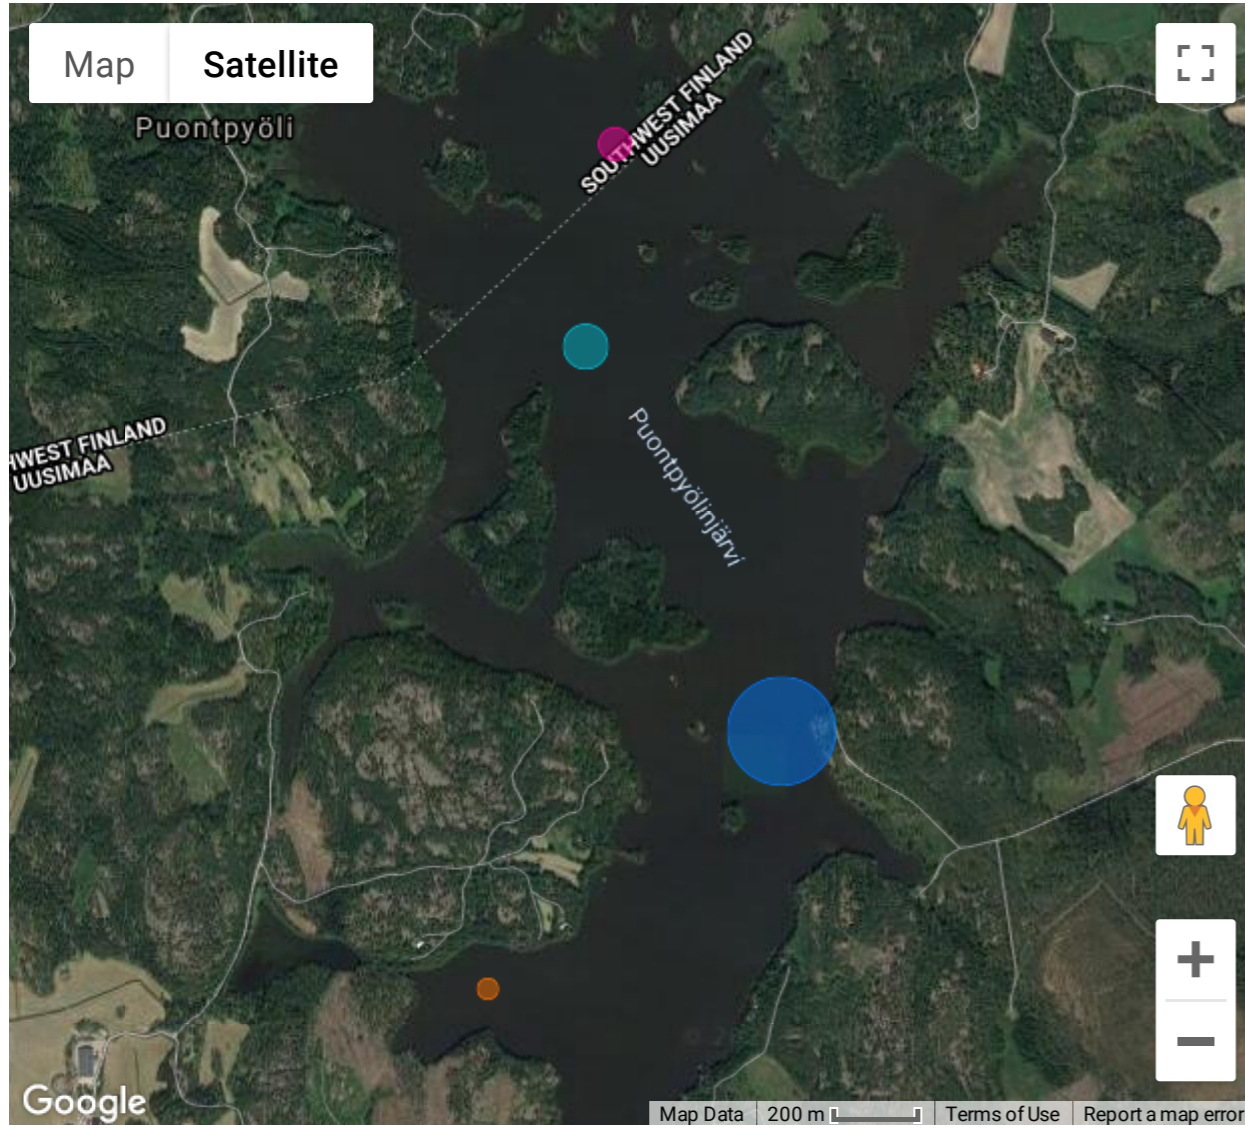 Map
Satellite
SOUTHWEST FINLAND
UUSIMAA
Puontpyöli
HWEST FINLAND
UUSIMAA
Puontpyölinjärvi
Google
Map Data
200 m
Terms of Use
Report a map error